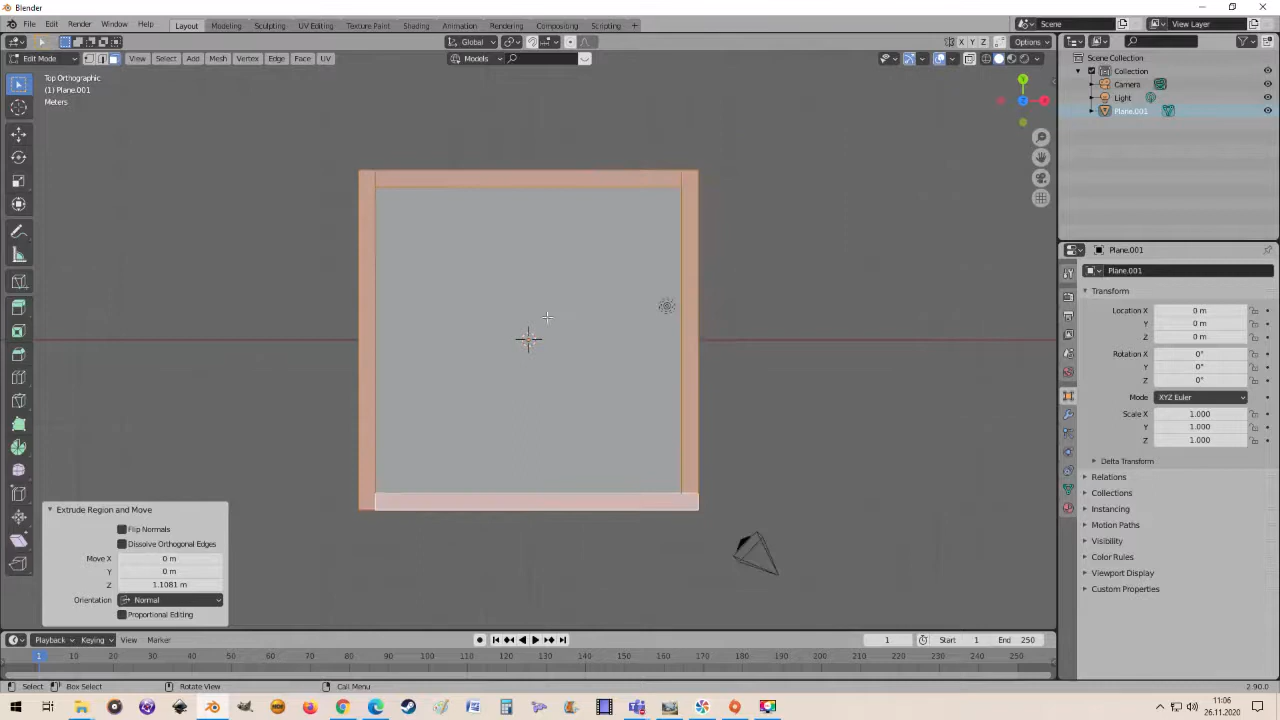 Blender
File Edit Render Window Help Layout Modeling Sculpting UV Editing Texture Paint Shading Animation Rendering Compositing Scripting + Scene View Layer
Global X Y Z Options
Edit Mode View Select Add Mesh Vertex Edge Face UV Models
Top Orthographic
(1) Plane.001
Meters
Y
Z
X
Scene Collection
Collection
Camera
Light
Plane.001
Plane.001
Plane.001
Transform
Location X 0 m
Y 0 m
Z 0 m
Rotation X 0°
Y 0°
Z 0°
Mode XYZ Euler
Scale X 1.000
Y 1.000
Z 1.000
Delta Transform
Relations
Collections
Instancing
Motion Paths
Visibility
Color Rules
Viewport Display
Custom Properties
Extrude Region and Move
Flip Normals
Dissolve Orthogonal Edges
Move X 0 m
Y 0 m
Z 1.1081 m
Orientation Normal
Proportional Editing
Playback Keying View Marker 1 Start 1 End 250
1 10 20 30 40 50 60 70 80 90 100 110 120 130 140 150 160 170 180 190 200 210 220 230 240 250
Select Box Select Rotate View Call Menu 2.90.0
11:06
26.11.2020